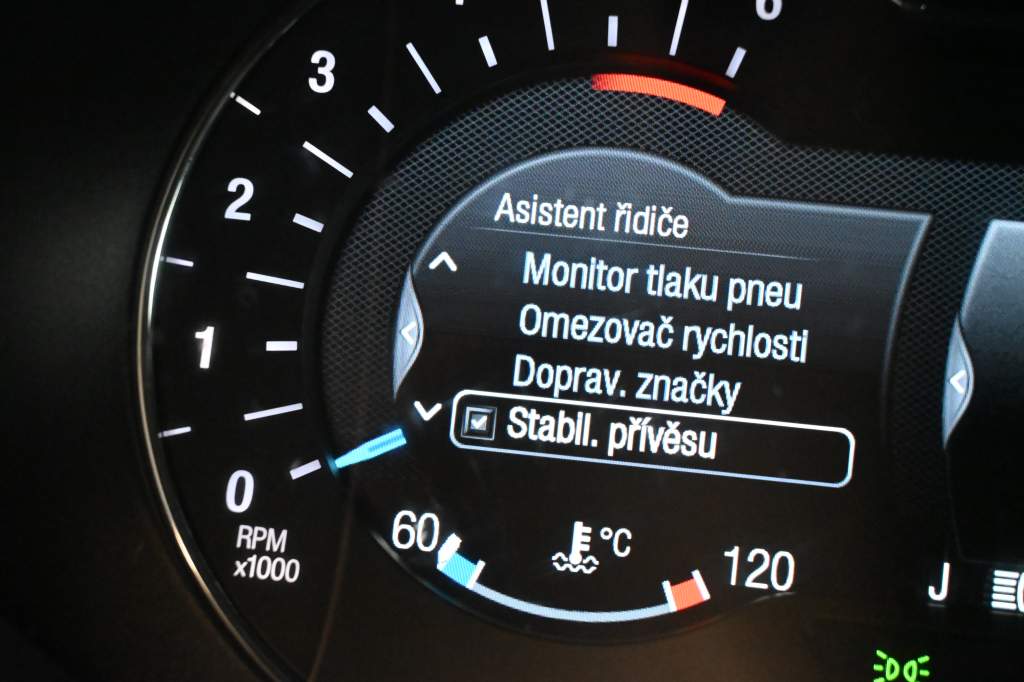 6
3
2
1
0
RPM
x1000
Asistent řidiče
Monitor tlaku pneu
Omezovač rychlosti
Doprav. značky
Stabil. přívěsu
60
°C
120
J